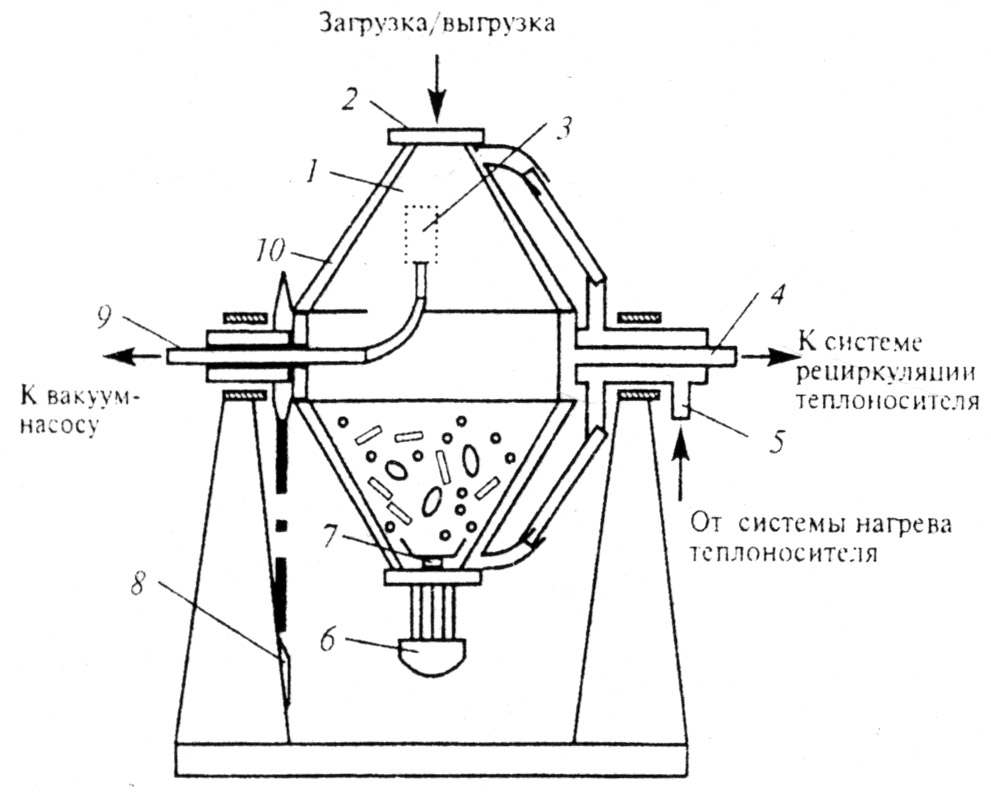 Загрузка/выгрузка
2
3
1
10
9
4
К вакуум-
насосу
К системе
рециркуляции
теплоносителя
5
От системы нагрева
теплоносителя
7
8
6